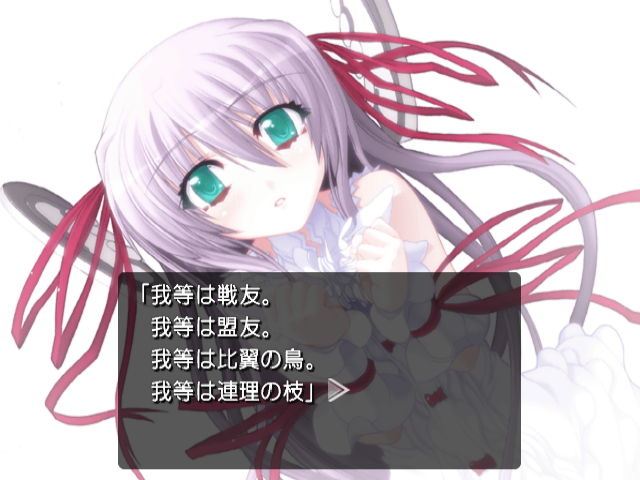 「我等は戦友。
我等は盟友。
我等は比翼の鳥。
我等は連理の枝」